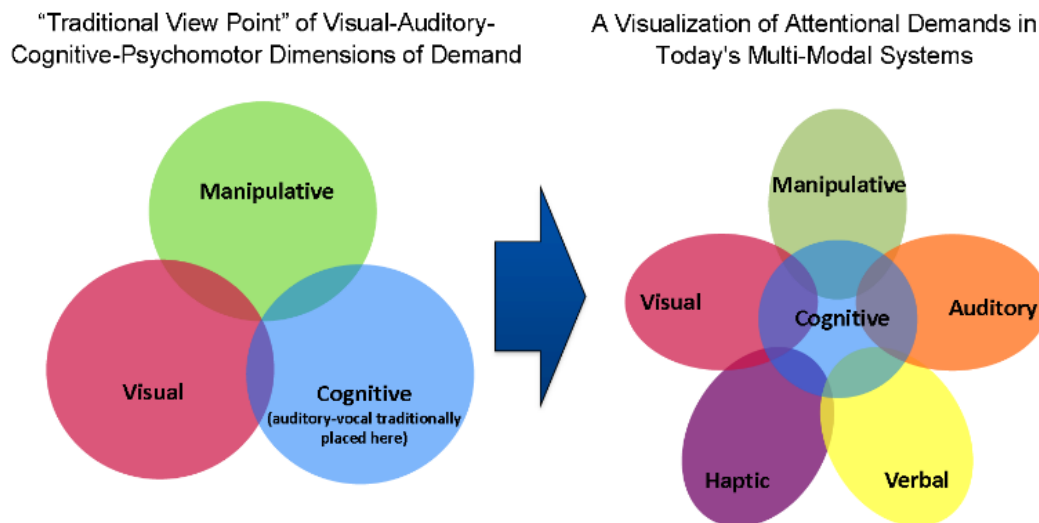 “Traditional View Point” of Visual-Auditory-
Cognitive-Psychomotor Dimensions of Demand
A Visualization of Attentional Demands in
Today's Multi-Modal Systems
Manipulative
Visual
Cognitive
(auditory-vocal traditionally
placed here)
Manipulative
Visual
Cognitive
Auditory
Haptic
Verbal